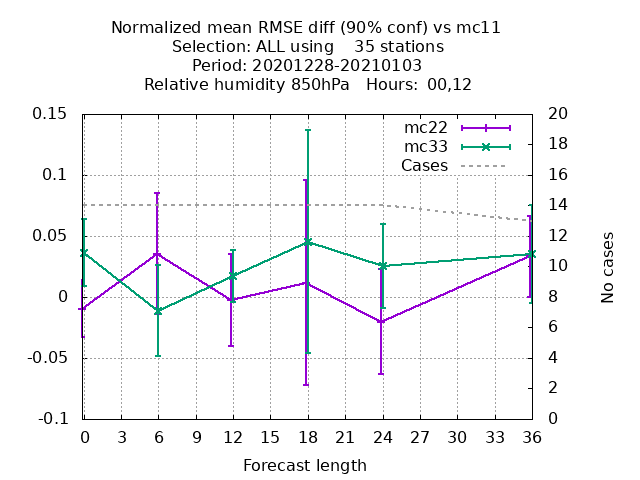 Normalized mean RMSE diff (90% conf) vs mc11
Selection: ALL using    35 stations
Period: 20201228-20210103
Relative humidity 850hPa   Hours:  00,12
mc22
mc33
Cases
0.15
0.1
0.05
0
-0.05
-0.1
20
18
16
14
12
10
8
6
4
2
0
No cases
0 3 6 9 12 15 18 21 24 27 30 33 36
Forecast length